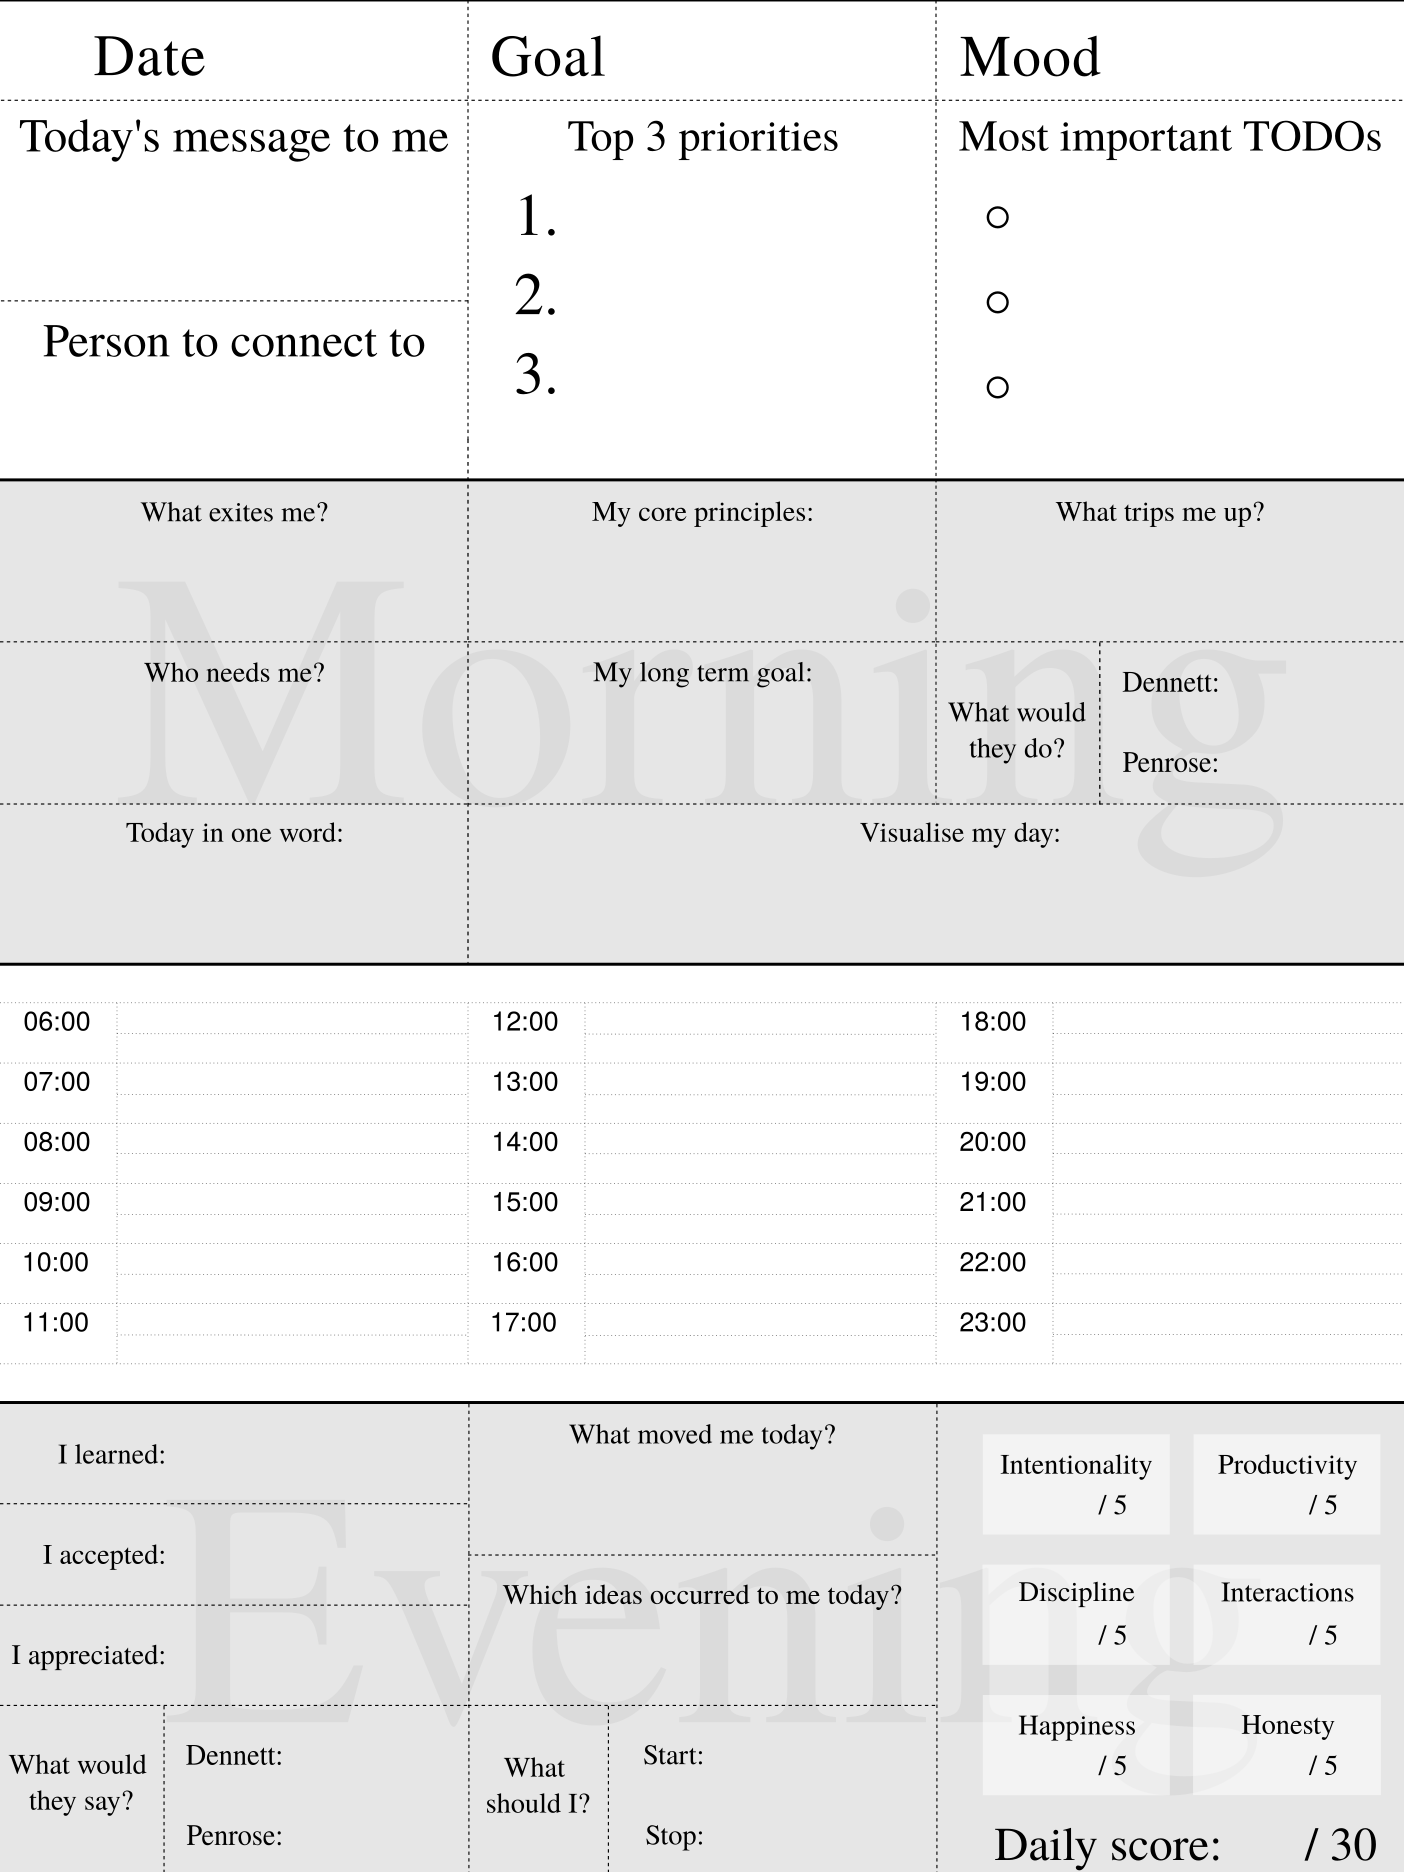 Date
Goal
Mood
Today's message to me
Top 3 priorities
Most important TODOs
1.
2.
3.
Person to connect to
What exites me?
My core principles:
What trips me up?
Morning
Who needs me?
My long term goal:
What would
they do?
Dennett:
Penrose:
Today in one word:
Visualise my day:
06:00
07:00
08:00
09:00
10:00
11:00
12:00
13:00
14:00
15:00
16:00
17:00
18:00
19:00
20:00
21:00
22:00
23:00
Evening
I learned:
I accepted:
I appreciated:
What would
they say?
Dennett:
Penrose:
What moved me today?
Which ideas occurred to me today?
What
should I?
Start:
Stop:
Intentionality
/ 5
Productivity
/ 5
Discipline
/ 5
Interactions
/ 5
Happiness
/ 5
Honesty
/ 5
Daily score: / 30